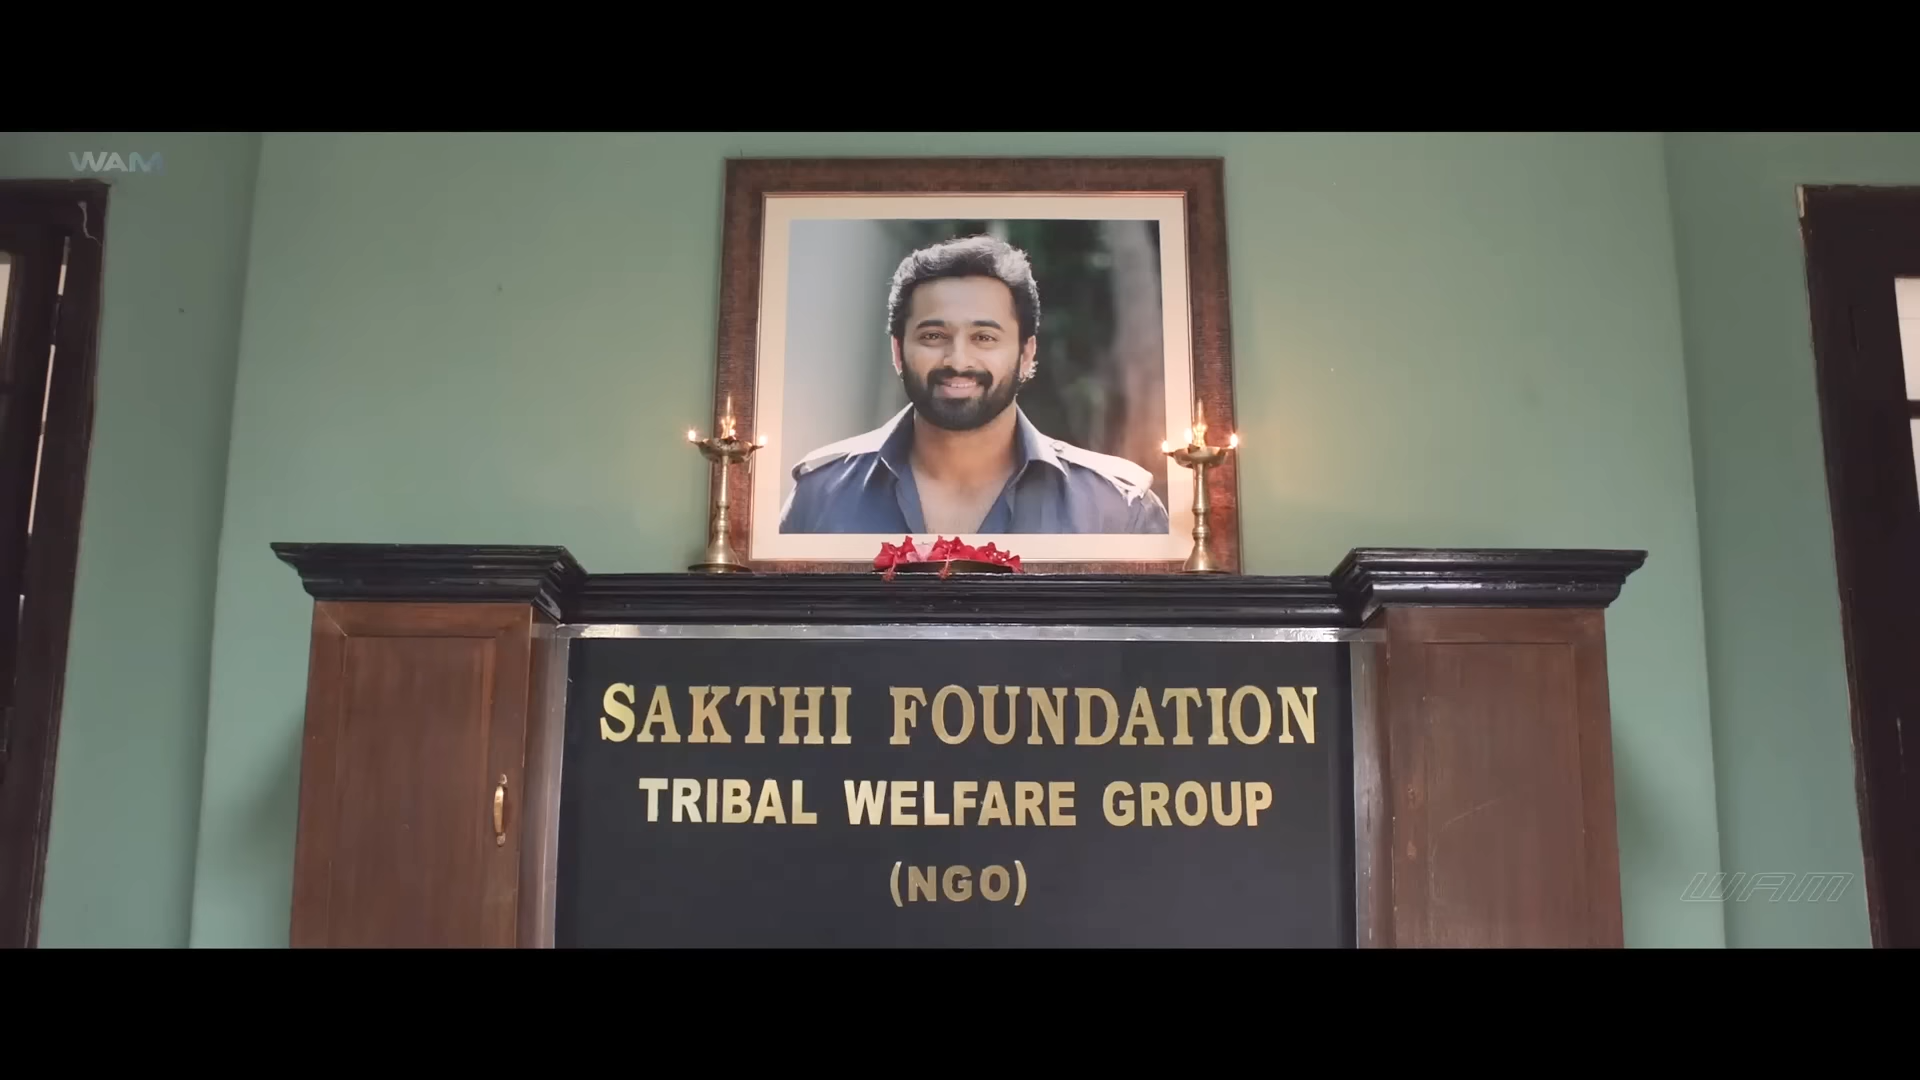 WAM
SAKTHI FOUNDATION
TRIBAL WELFARE GROUP
(NGO)
WAM